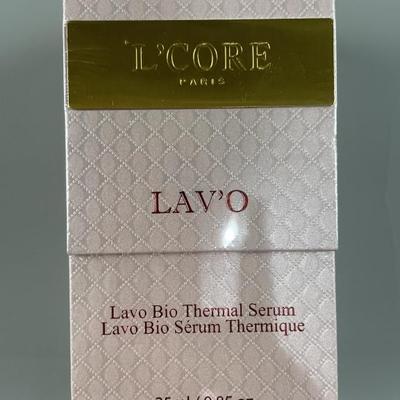 L'CORE
PARIS
LAV'O
Lavo Bio Thermal Serum
Lavo Bio Sérum Thermique